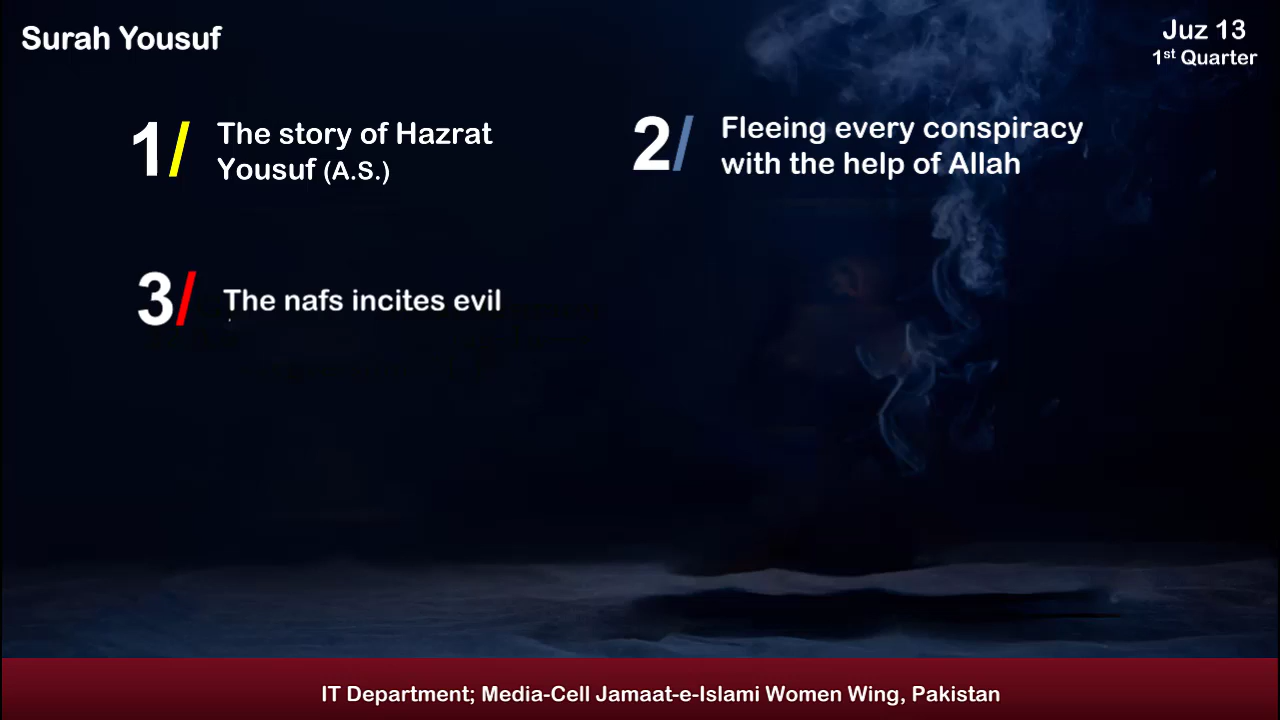 Surah Yousuf
Juz 13
1st Quarter
1/ The story of Hazrat
Yousuf (A.S.)
2/ Fleeing every conspiracy
with the help of Allah
3/ The nafs incites evil
IT Department; Media-Cell Jamaat-e-Islami Women Wing, Pakistan